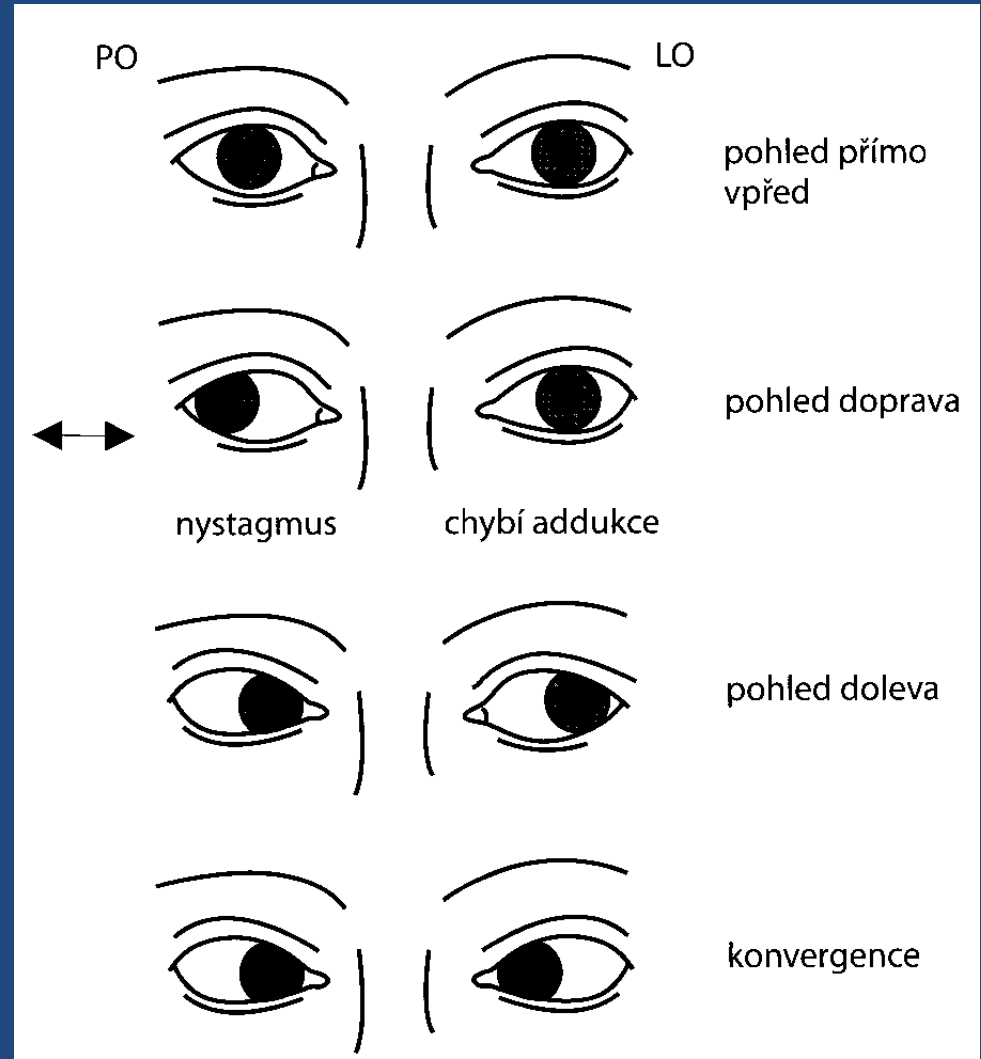 PO
LO
pohled přímo
vpřed
pohled doprava
nystagmus
chybí addukce
pohled doleva
konvergence